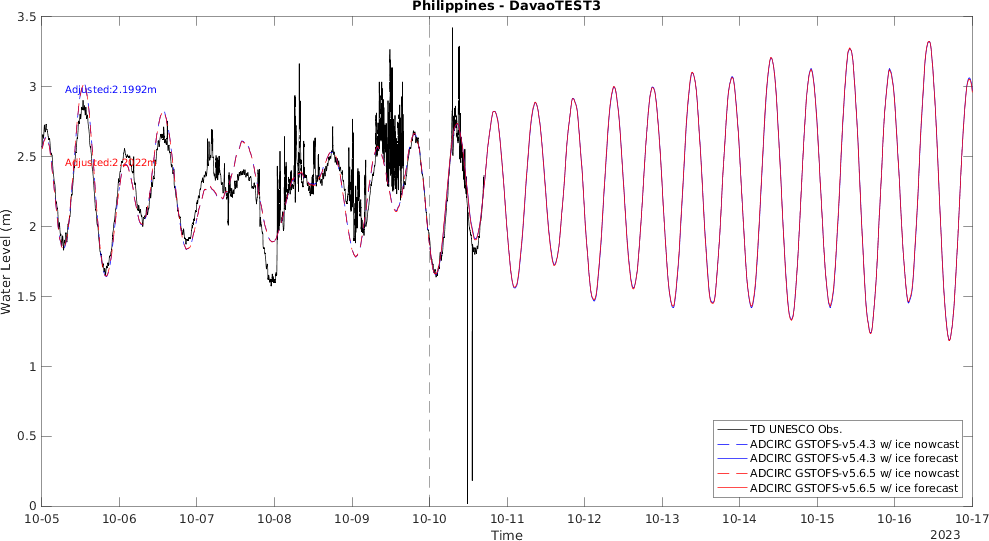 Philippines - DavaoTEST3
3.5
3
2.5
2
1.5
1
0.5
0
Water Level (m)
Adjusted:2.1992m
Adjusted:2.2022m
TD UNESCO Obs.
ADCIRC GSTOFS-v5.4.3 w/ ice nowcast
ADCIRC GSTOFS-v5.4.3 w/ ice forecast
ADCIRC GSTOFS-v5.6.5 w/ ice nowcast
ADCIRC GSTOFS-v5.6.5 w/ ice forecast
10-05 10-06 10-07 10-08 10-09 10-10 10-11 10-12 10-13 10-14 10-15 10-16 10-17
Time
2023